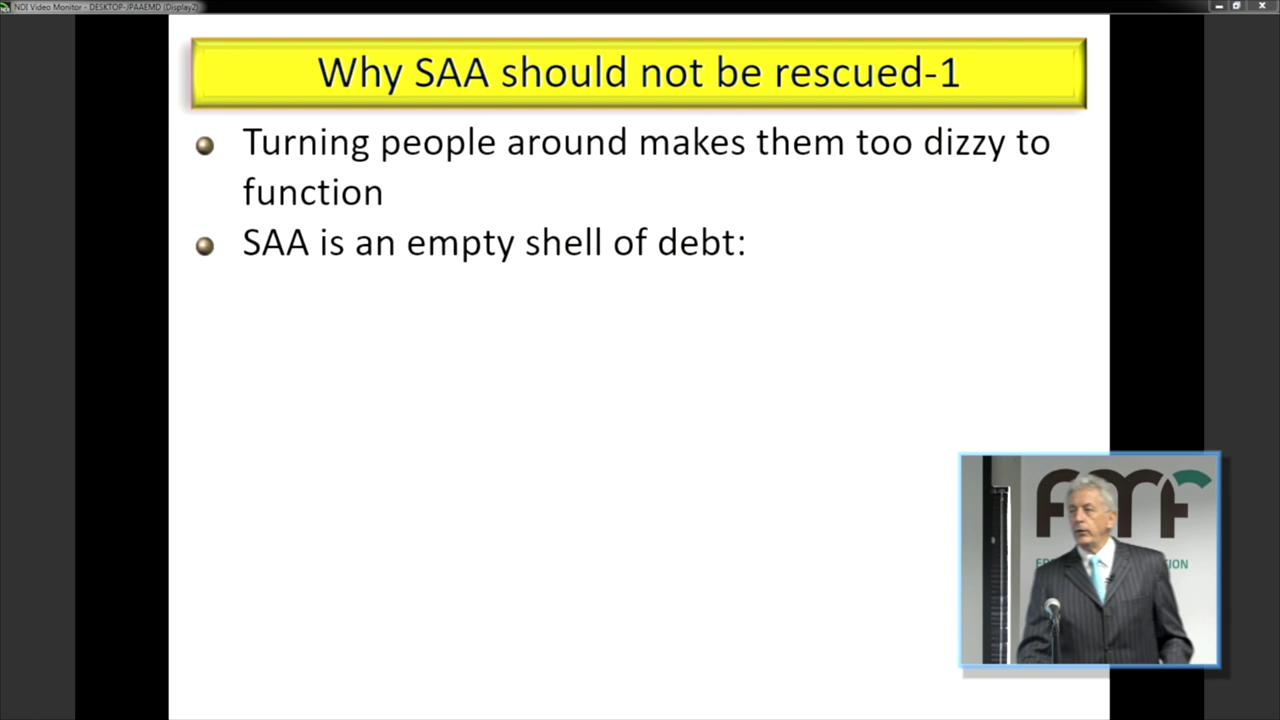 NDI Video Monitor - DESKTOP-JPAAEMD (Display2)
Why SAA should not be rescued-1
Turning people around makes them too dizzy to
function
SAA is an empty shell of debt:
FMF